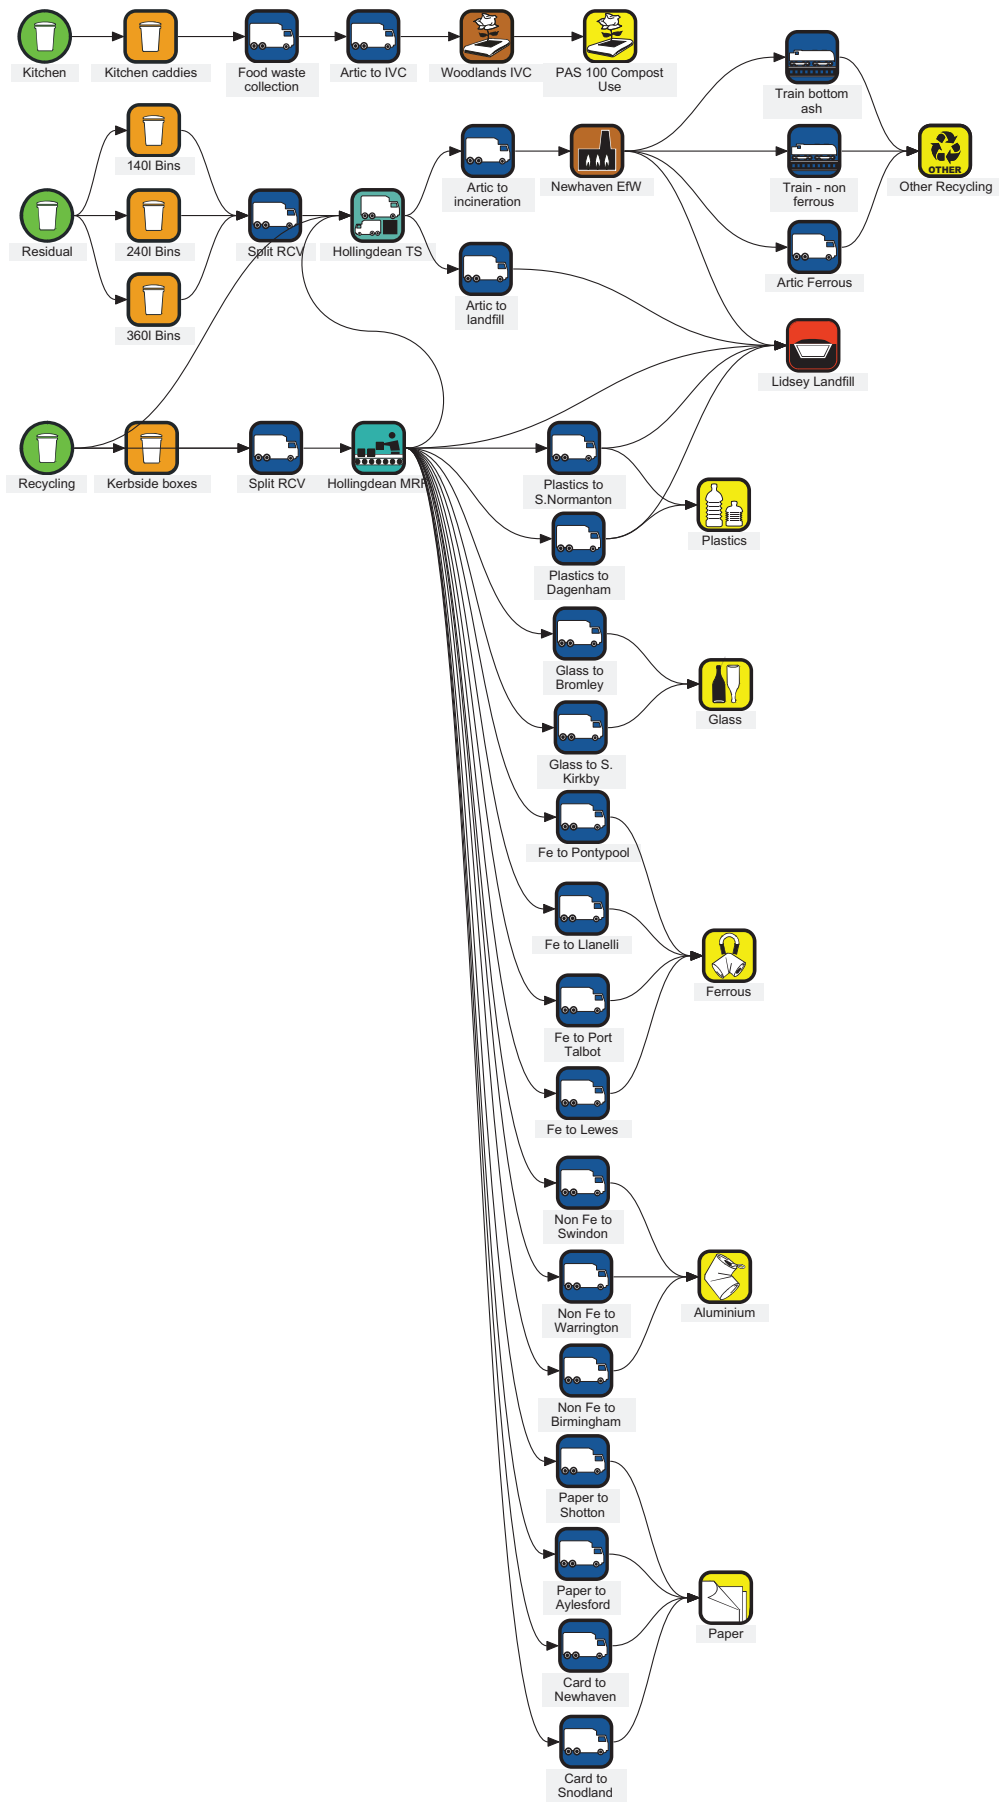 Kitchen
Kitchen caddies
Food waste
collection
Artic to IVC
Woodlands IVC
PAS 100 Compost
Use
Train bottom
ash
140l Bins
Artic to
incineration
Newhaven EfW
Train - non
ferrous
OTHER
Other Recycling
Residual
240l Bins
Split RCV
Hollingdean TS
Artic Ferrous
360l Bins
Artic to
landfill
Lidsey Landfill
Recycling
Kerbside boxes
Split RCV
Hollingdean MRF
Plastics to
S.Normanton
Plastics
Plastics to
Dagenham
Glass to
Bromley
Glass
Glass to S.
Kirkby
Fe to Pontypool
Fe to Llanelli
Ferrous
Fe to Port
Talbot
Fe to Lewes
Non Fe to
Swindon
Non Fe to
Warrington
Aluminium
Non Fe to
Birmingham
Paper to
Shotton
Paper to
Aylesford
Paper
Card to
Newhaven
Card to
Snodland